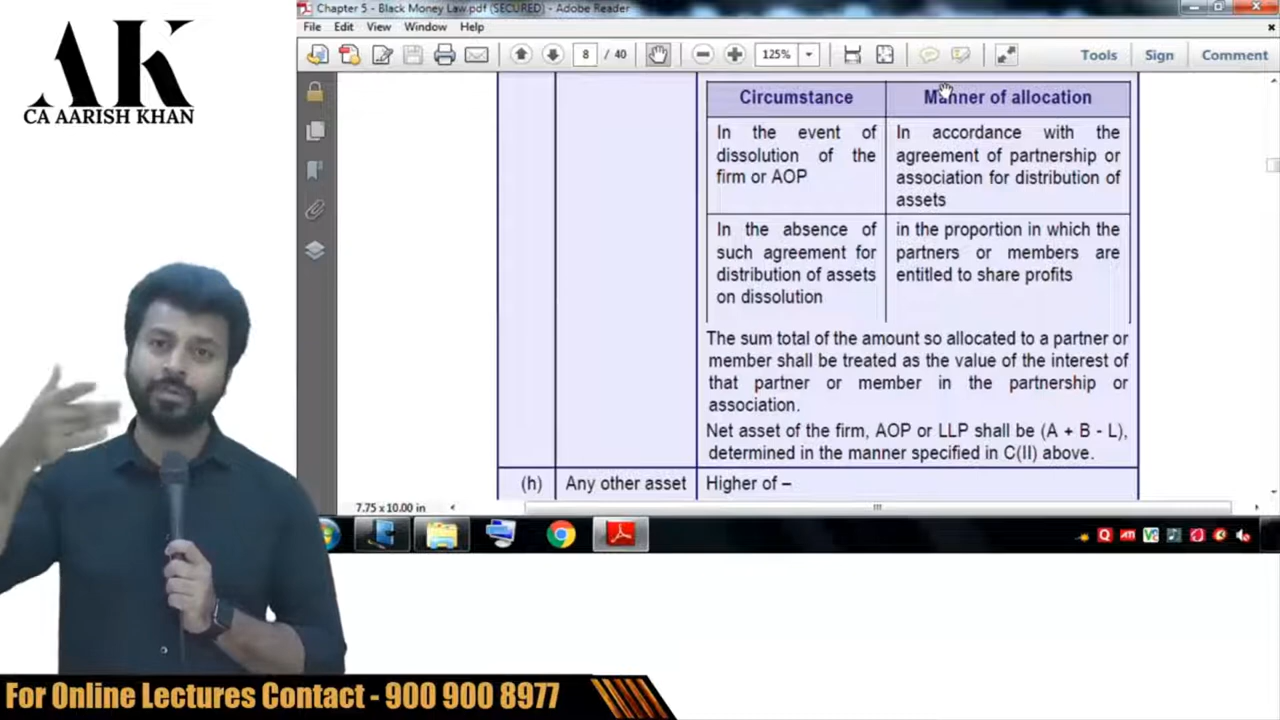 Chapter 5 - Black Money Law.pdf (SECURED) - Adobe Reader
File Edit View Window Help
8 / 40
125%
Tools Sign Comment
AK
CA AARISH KHAN
Circumstance Manner of allocation
In the event of
dissolution of the
firm or AOP
In accordance with the
agreement of partnership or
association for distribution of
assets
In the absence of
such agreement for
distribution of assets
on dissolution
in the proportion in which the
partners or members are
entitled to share profits
The sum total of the amount so allocated to a partner or
member shall be treated as the value of the interest of
that partner or member in the partnership or
association.
Net asset of the firm, AOP or LLP shall be (A + B - L),
determined in the manner specified in C(II) above.
(h) Any other asset Higher of –
7.75 x 10.00 in
For Online Lectures Contact - 900 900 8977